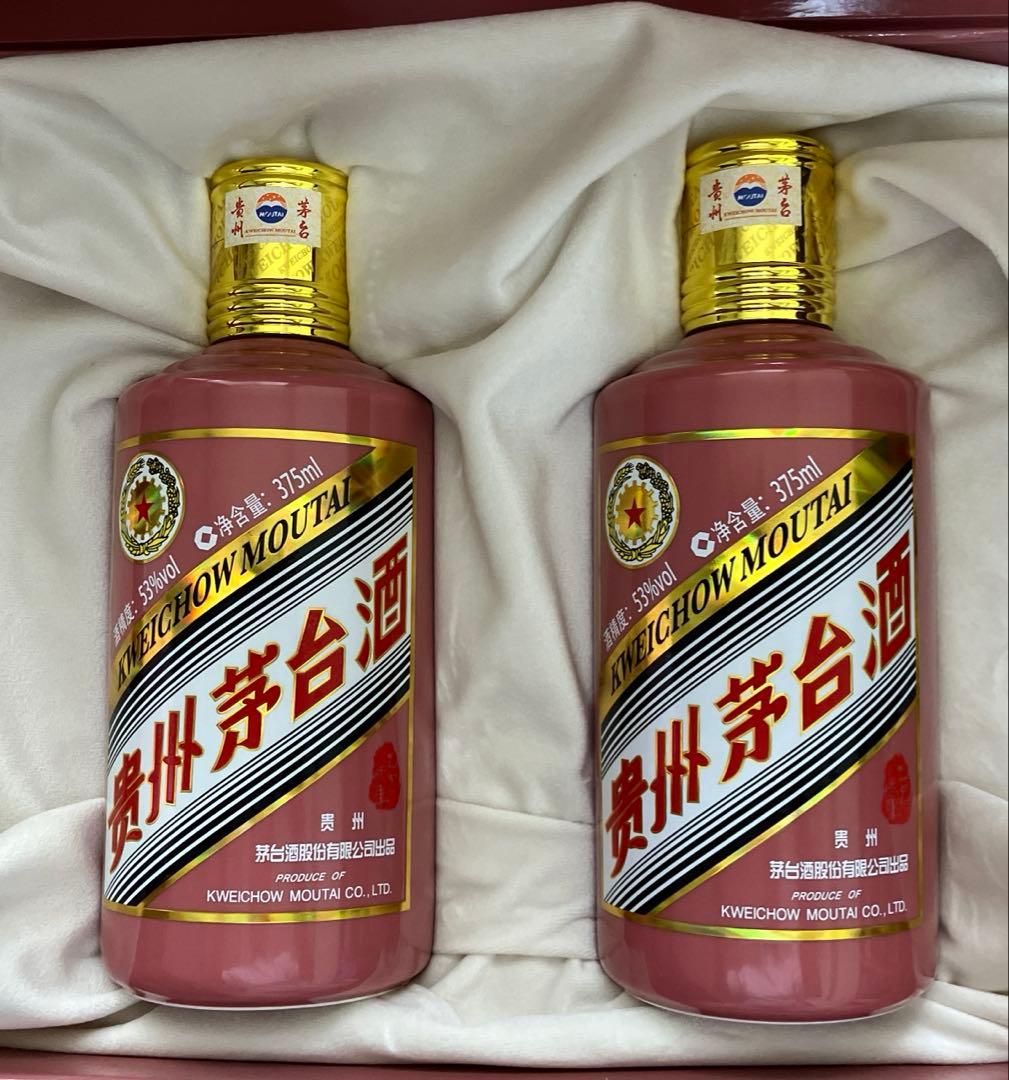 貴州 茅台
MOUTAI
KWEICHOW MOUTAI
净含量：375ml
酒精度：53%vol
KWEICHOW MOUTAI
贵州茅台酒
贵 州
茅台酒股份有限公司出品
PRODUCE OF
KWEICHOW MOUTAI CO., LTD.
貴州 茅台
MOUTAI
KWEICHOW MOUTAI
净含量：375ml
酒精度：53%vol
KWEICHOW MOUTAI
贵州茅台酒
贵 州
茅台酒股份有限公司出品
PRODUCE OF
KWEICHOW MOUTAI CO., LTD.